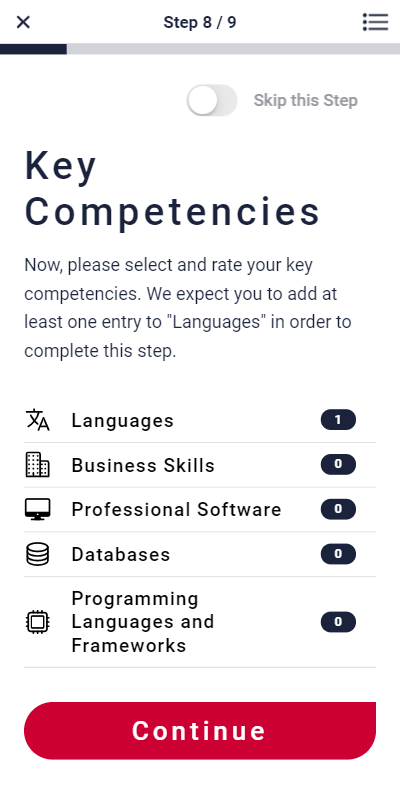 Step 8 / 9
Skip this Step
Key
Competencies
Now, please select and rate your key
competencies. We expect you to add at
least one entry to "Languages" in order to
complete this step.
Languages 1
Business Skills 0
Professional Software 0
Databases 0
Programming
Languages and
Frameworks 0
Continue